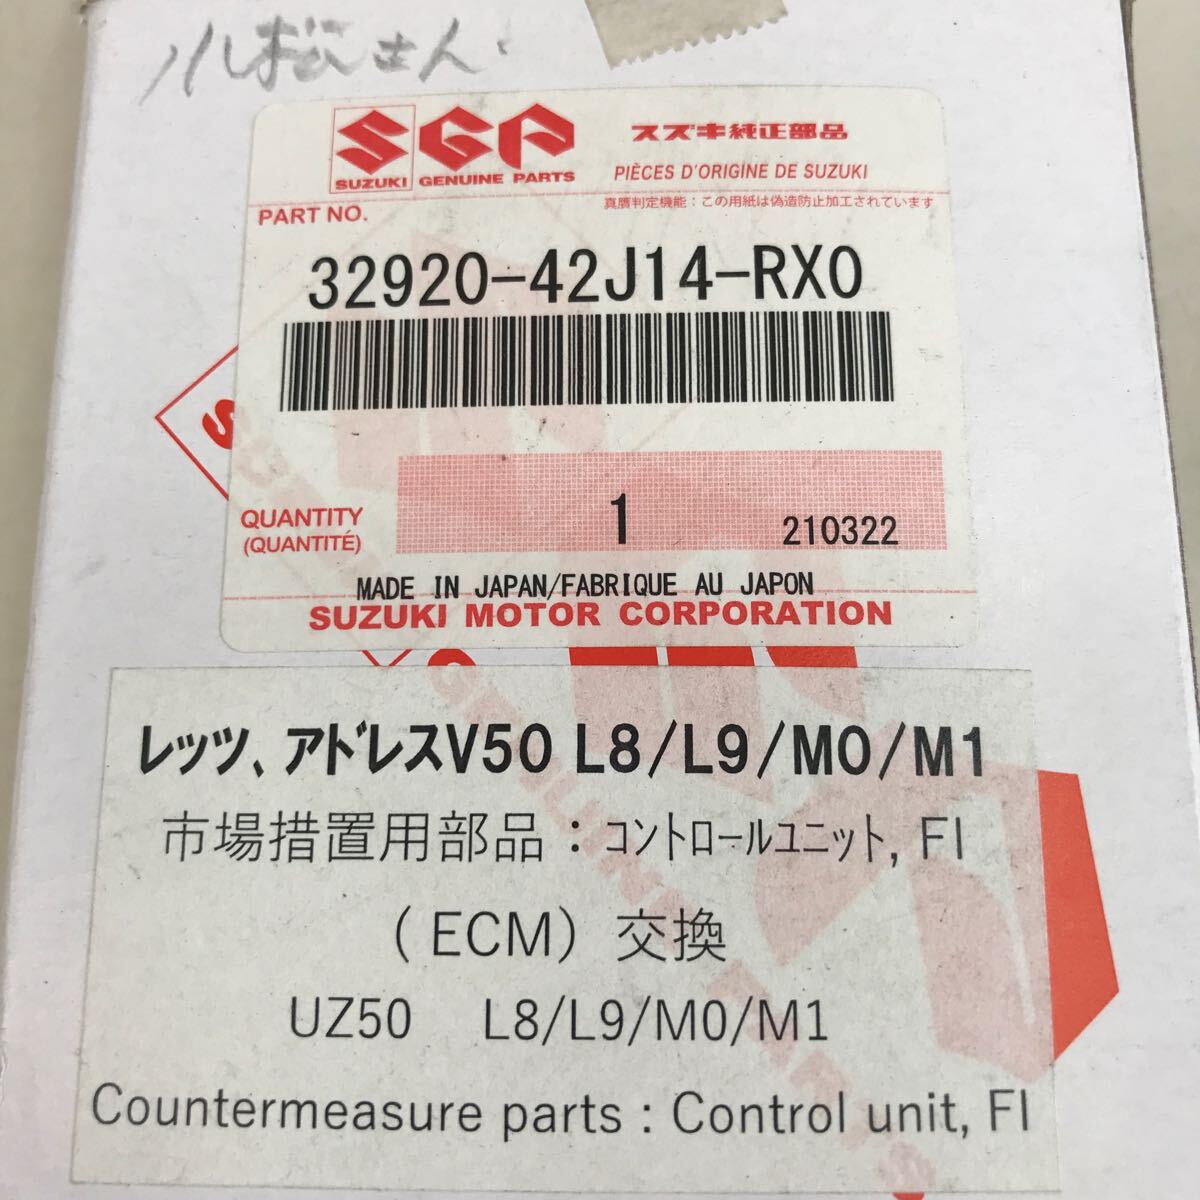 小松さん
SGP
SUZUKI GENUINE PARTS
スズキ純正部品
PIÈCES D'ORIGINE DE SUZUKI
真贋判定機能：この用紙は偽造防止加工されています
PART NO.
32920-42J14-RX0
QUANTITY
(QUANTITÉ)
1
210322
MADE IN JAPAN/FABRIQUE AU JAPON
SUZUKI MOTOR CORPORATION
レッツ、アドレスV50 L8/L9/M0/M1
市場措置用部品：コントロールユニット, FI
（ECM）交換
UZ50 L8/L9/M0/M1
Countermeasure parts : Control unit, FI